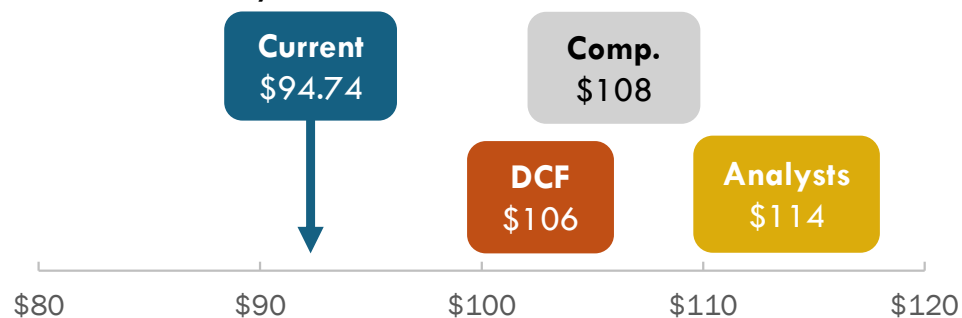 Current
$94.74
Comp.
$108
DCF
$106
Analysts
$114
$80
$90
$100
$110
$120